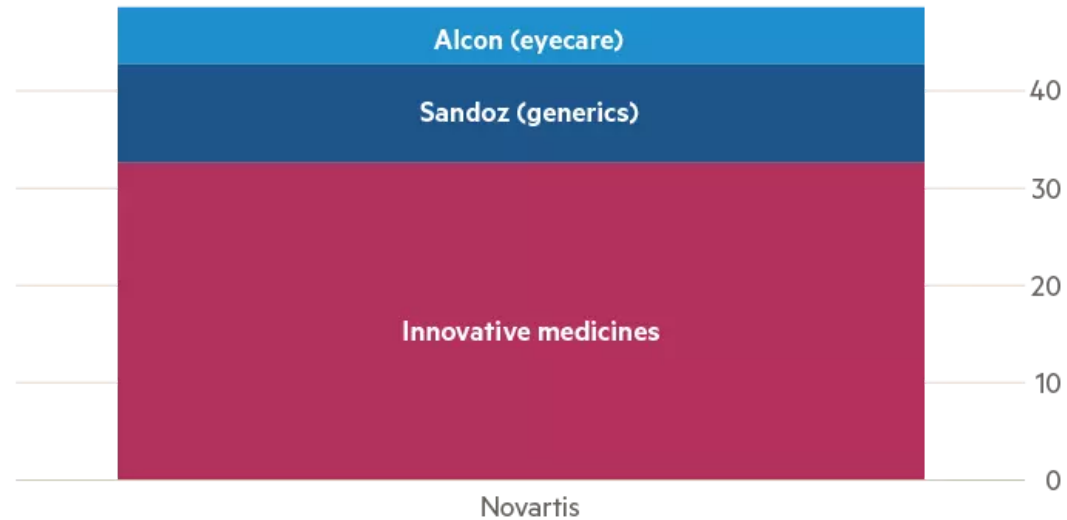 Alcon (eyecare)
40
Sandoz (generics)
30
20
Innovative medicines
10
0
Novartis